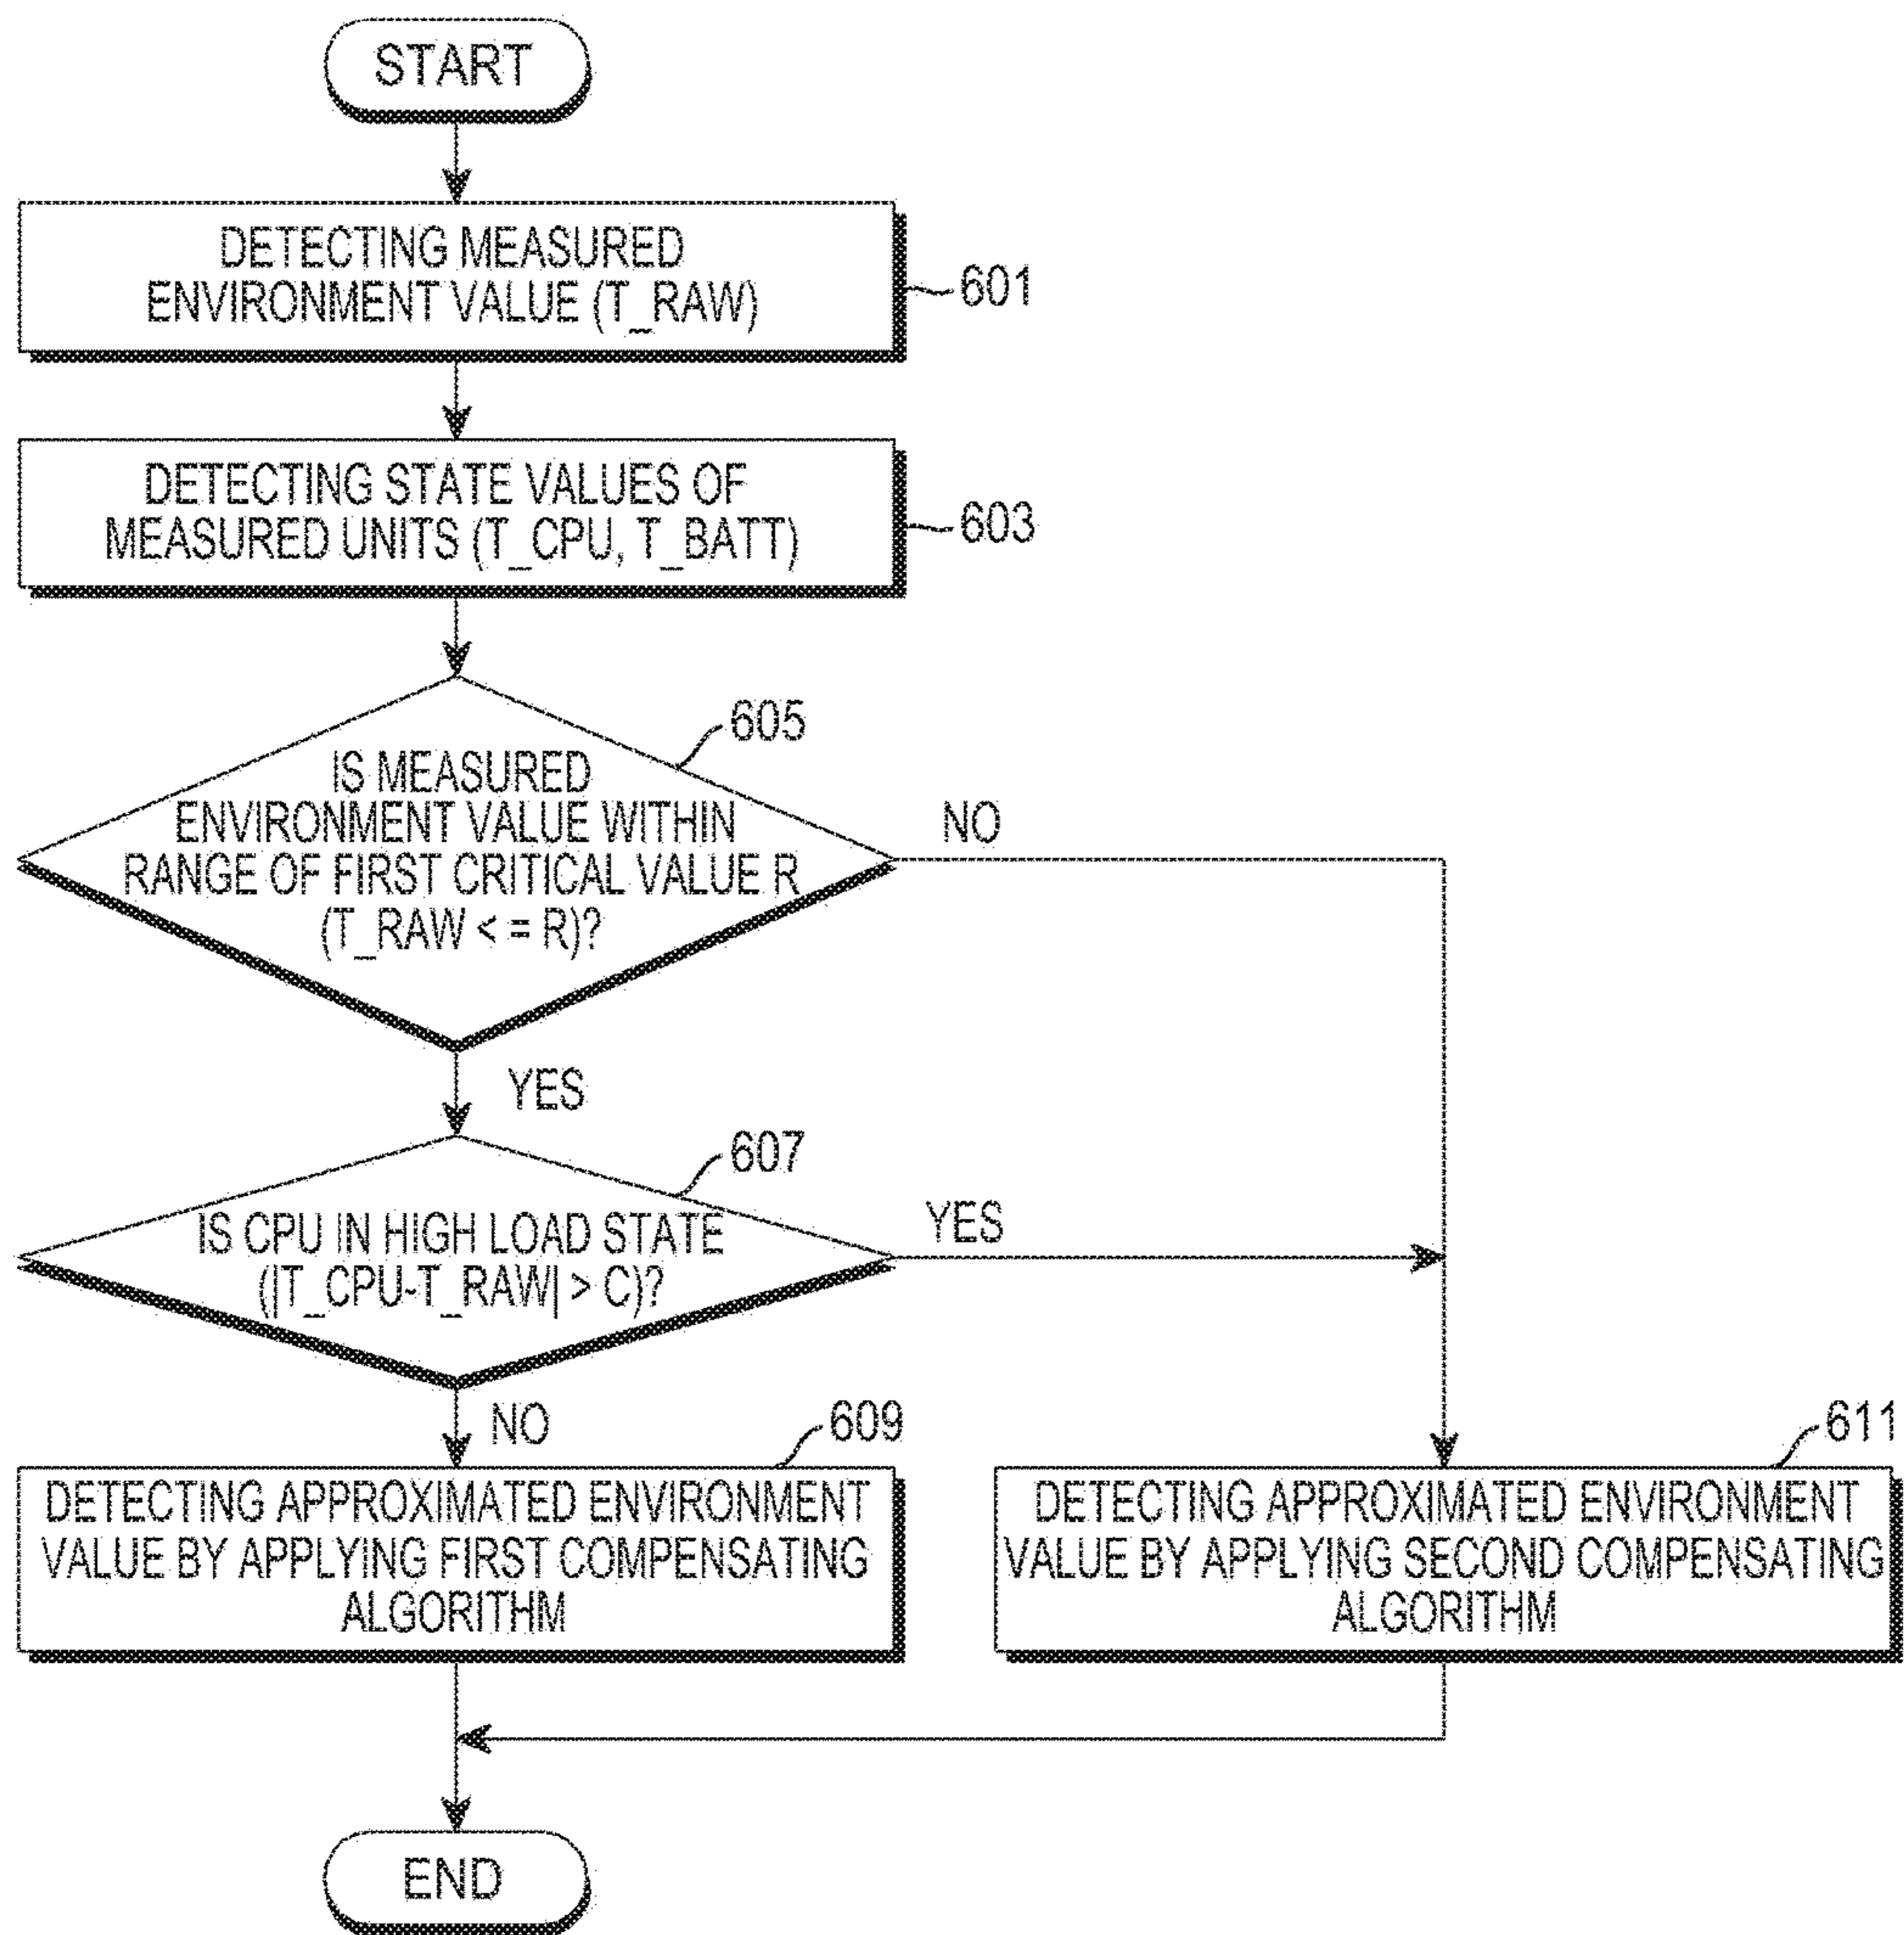 START
DETECTING MEASURED
ENVIRONMENT VALUE (T_RAW)
601
DETECTING STATE VALUES OF
MEASURED UNITS (T_CPU, T_BATT)
603
605
IS MEASURED
ENVIRONMENT VALUE WITHIN
RANGE OF FIRST CRITICAL VALUE R
(T_RAW < = R)?
NO
YES
607
IS CPU IN HIGH LOAD STATE
(|T_CPU-T_RAW| > C)?
YES
NO
609
DETECTING APPROXIMATED ENVIRONMENT
VALUE BY APPLYING FIRST COMPENSATING
ALGORITHM
611
DETECTING APPROXIMATED ENVIRONMENT
VALUE BY APPLYING SECOND COMPENSATING
ALGORITHM
END